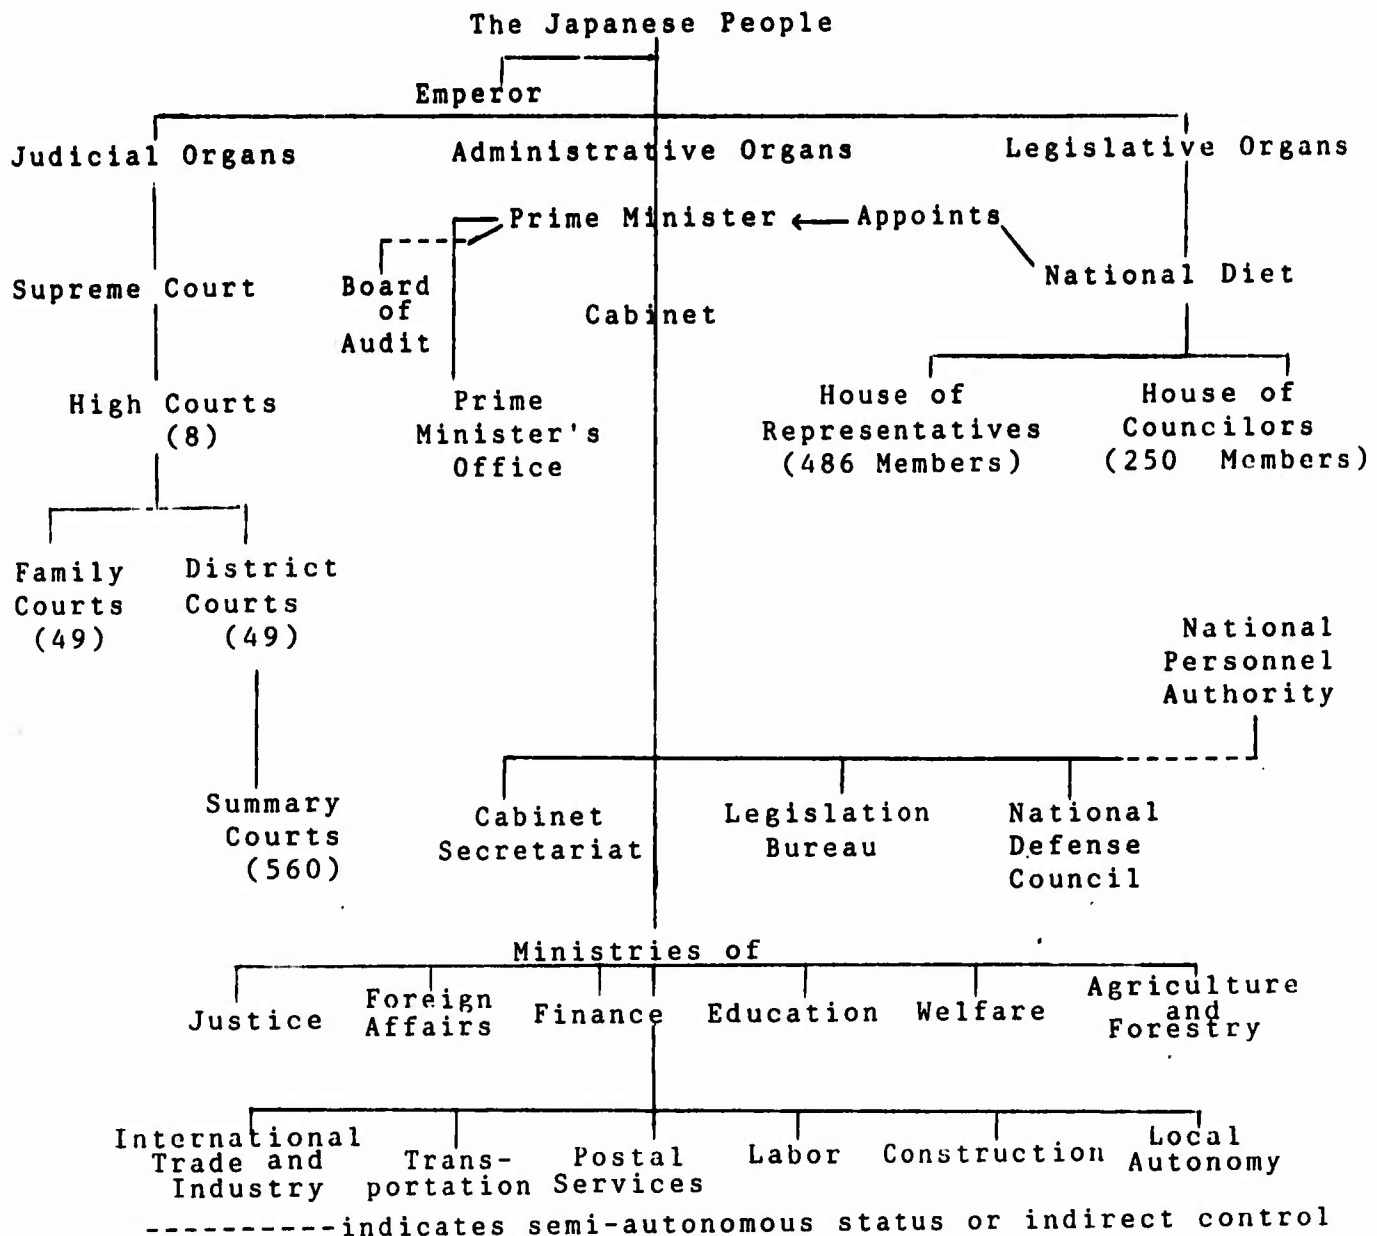 The Japanese People
Emperor
Judicial Organs
Administrative Organs
Legislative Organs
Prime Minister
Appoints
National Diet
Supreme Court
Board
of
Audit
Cabinet
High Courts
(8)
Prime
Minister's
Office
House of
Representatives
(486 Members)
House of
Councilors
(250 Members)
Family
Courts
(49)
District
Courts
(49)
National
Personnel
Authority
Summary
Courts
(560)
Cabinet
Secretariat
Legislation
Bureau
National
Defense
Council
Ministries of
Justice
Foreign
Affairs
Finance
Education
Welfare
Agriculture
and
Forestry
International
Trade and
Industry
Trans-
portation
Postal
Services
Labor
Construction
Local
Autonomy
----------indicates semi-autonomous status or indirect control